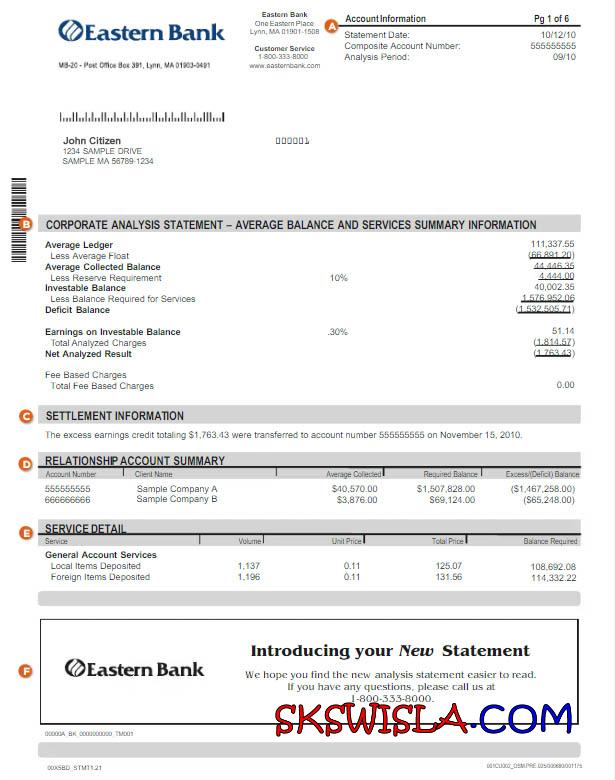 Eastern Bank
MB-20 - Post Office Box 391, Lynn, MA 01903-0491
Eastern Bank
One Eastern Place
Lynn, MA 01901-1508
Customer Service
1-800-333-8000
www.easternbank.com
A
Account Information Pg 1 of 6
Statement Date: 10/12/10
Composite Account Number: 555555555
Analysis Period: 09/10
John Citizen 000001
1234 SAMPLE DRIVE
SAMPLE MA 56789-1234
B CORPORATE ANALYSIS STATEMENT – AVERAGE BALANCE AND SERVICES SUMMARY INFORMATION
Average Ledger 111,337.55
Less Average Float (66,891.20)
Average Collected Balance 44,446.35
Less Reserve Requirement 10% 4,444.00
Investable Balance 40,002.35
Less Balance Required for Services 1,576,952.06
Deficit Balance (1,532,505.71)
Earnings on Investable Balance .30% 51.14
Total Analyzed Charges (1,814.57)
Net Analyzed Result (1,763.43)
Fee Based Charges
Total Fee Based Charges 0.00
C SETTLEMENT INFORMATION
The excess earnings credit totaling $1,763.43 were transferred to account number 555555555 on November 15, 2010.
D RELATIONSHIP ACCOUNT SUMMARY
Account Number Client Name Average Collected Required Balance Excess/(Deficit) Balance
555555555 Sample Company A $40,570.00 $1,507,828.00 ($1,467,258.00)
666666666 Sample Company B $3,876.00 $69,124.00 ($65,248.00)
E SERVICE DETAIL
Service Volume Unit Price Total Price Balance Required
General Account Services
Local Items Deposited 1,137 0.11 125.07 108,692.08
Foreign Items Deposited 1,196 0.11 131.56 114,332.22
F
Eastern Bank
Introducing your New Statement
We hope you find the new analysis statement easier to read.
If you have any questions, please call us at
1-800-333-8000.
SKSWISLA.COM
00000A_BK_0000000000_TM001
00X5BD_STMT1.21